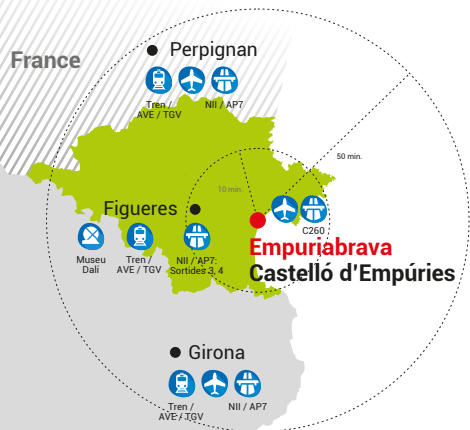 Perpignan
France
Tren /
AVE / TGV
NII / AP7
50 min.
10 min.
Figueres
C260
Museu
Dalí
Tren /
AVE / TGV
NII / AP7:
Sortides 3, 4
Empuriabrava
Castelló d'Empúries
Girona
Tren /
AVE / TGV
NII / AP7